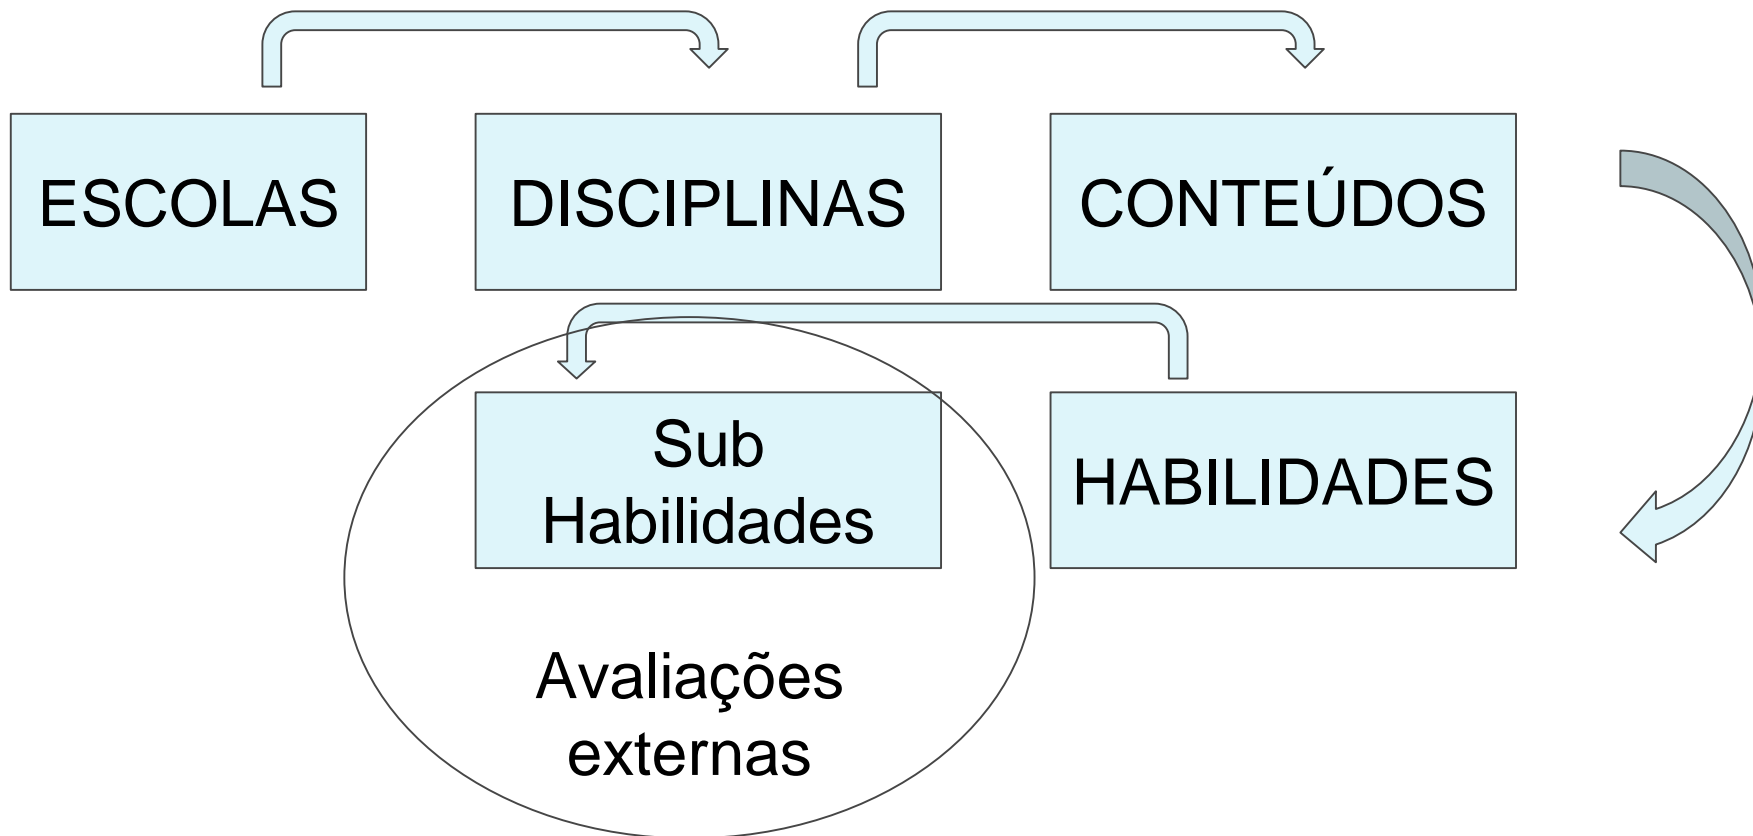 ESCOLAS
DISCIPLINAS
CONTEÚDOS
Sub
Habilidades
HABILIDADES
Avaliações
externas